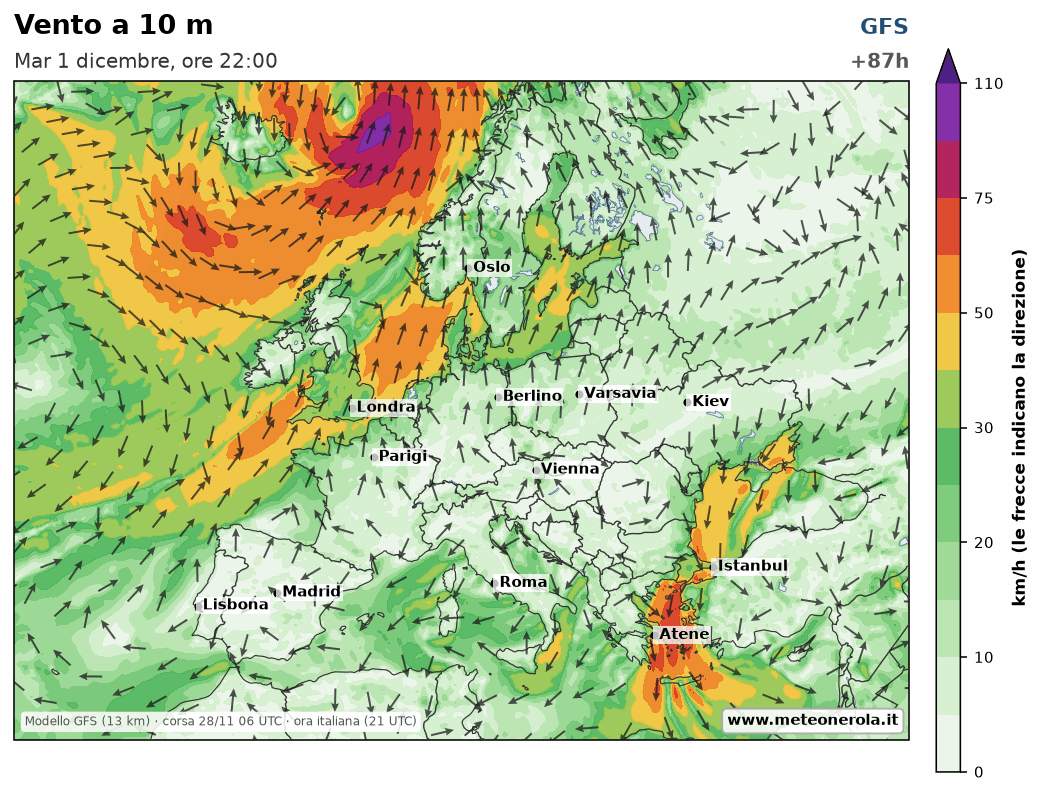 Vento a 10 m
GFS
Mar 1 dicembre, ore 22:00
+87h
110
75
50
30
20
10
0
km/h (le frecce indicano la direzione)
Oslo
Londra
Berlino
Varsavia
Kiev
Parigi
Vienna
Istanbul
Roma
Madrid
Lisbona
Atene
Modello GFS (13 km) · corsa 28/11 06 UTC · ora italiana (21 UTC)
www.meteonerola.it